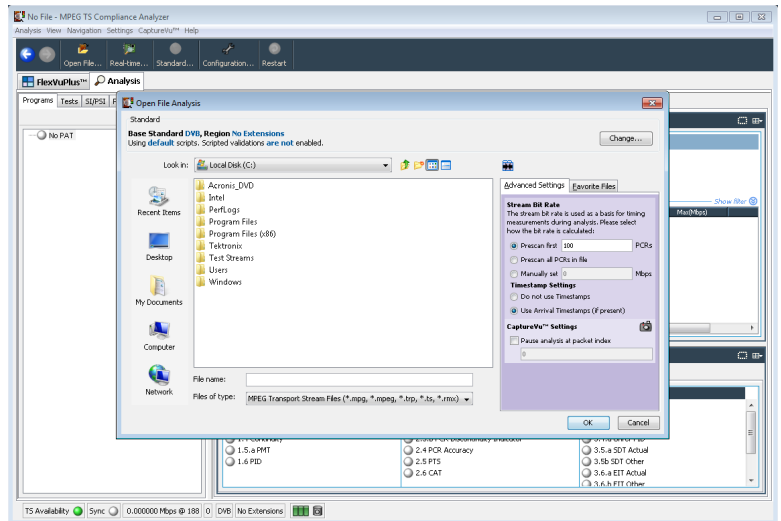 No File - MPEG TS Compliance Analyzer
Analysis View Navigation Settings CaptureVu™ Help
Open File... Real-time... Standard... Configuration... Restart
FlexVuPlus™ Analysis
Programs Tests SI/PSI
Open File Analysis
No PAT
Standard
Base Standard DVB, Region No Extensions
Using default scripts. Scripted validations are not enabled.
Change...
Look in: Local Disk (C:)
Recent Items
Desktop
My Documents
Computer
Network
Acronis_DVD
Intel
PerfLogs
Program Files
Program Files (x86)
Tektronix
Test Streams
Users
Windows
File name:
Files of type: MPEG Transport Stream Files (*.mpg, *.mpeg, *.trp, *.ts, *.rmx)
Advanced Settings Favorite Files
Stream Bit Rate
The stream bit rate is used as a basis for timing
measurements during analysis. Please select
how the bit rate is calculated:
Prescan first 100 PCRs
Prescan all PCRs in file
Manually set 0 Mbps
Timestamp Settings
Do not use Timestamps
Use Arrival Timestamps (if present)
CaptureVu™ Settings
Pause analysis at packet index
0
OK Cancel
Show filter
Max(Mbps)
1.5.a PMT
1.6 PID
2.4 PCR Accuracy
2.5 PTS
2.6 CAT
3.5.a SDT Actual
3.5b SDT Other
3.6.a EIT Actual
3.6.b EIT Other
TS Availability Sync 0.000000 Mbps @ 188 0 DVB No Extensions